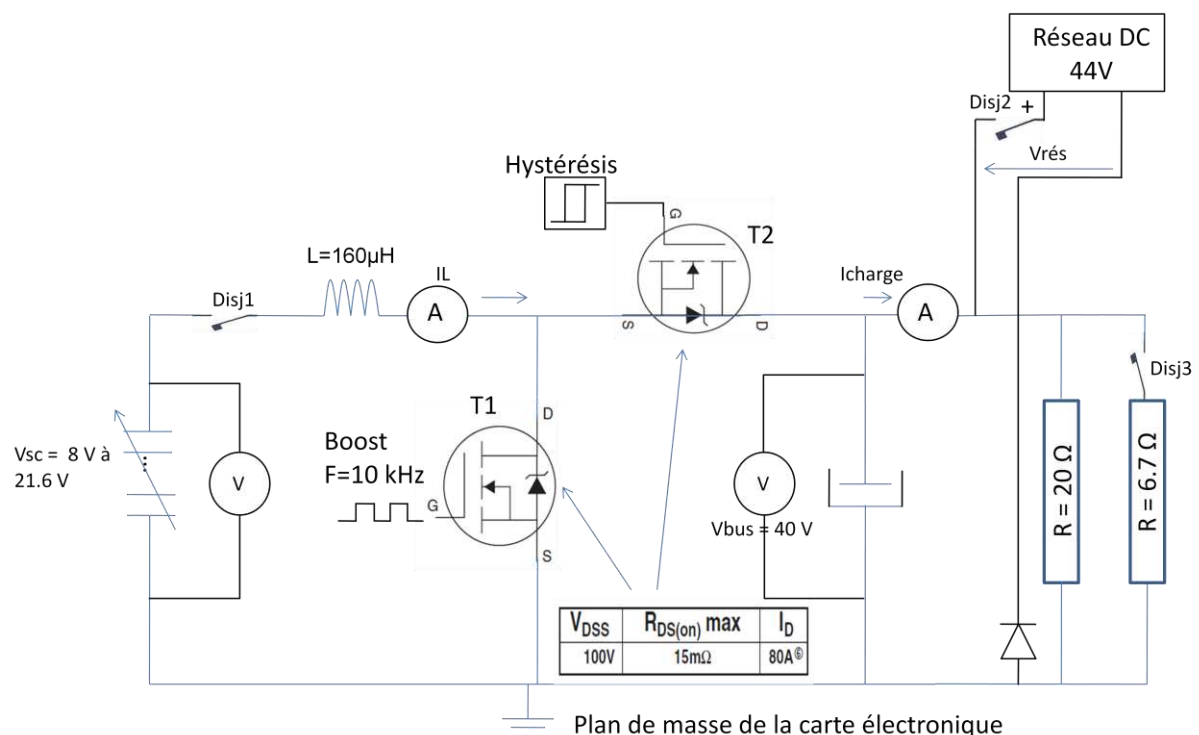 Réseau DC
44V
Disj2
+
Vrés
Hystérésis
G
T2
L=160µH
IL
Icharge
Disj1
A
A
S
D
Disj3
T1
D
Vsc = 8 V à
21.6 V
V
Boost
F=10 kHz
G
S
V
Vbus = 40 V
R = 20 Ω
R = 6.7 Ω
VDSS RDS(on) max ID
100V 15mΩ 80A⑥
Plan de masse de la carte électronique